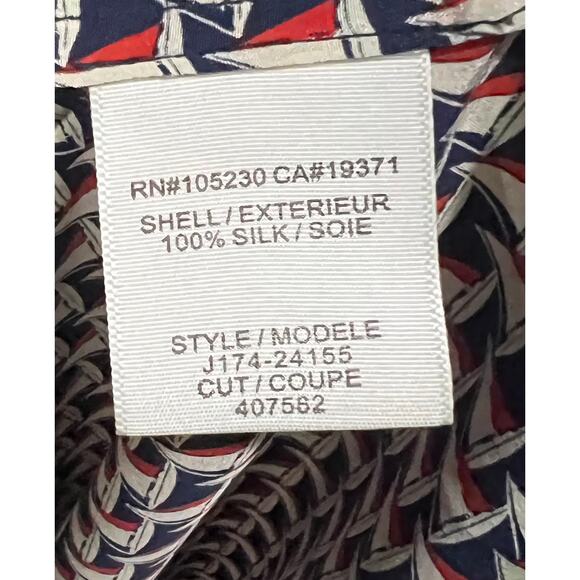 RN#105230 CA#19371
SHELL/EXTERIEUR
100% SILK/SOIE
STYLE/MODELE
J174-24155
CUT/COUPE
407562